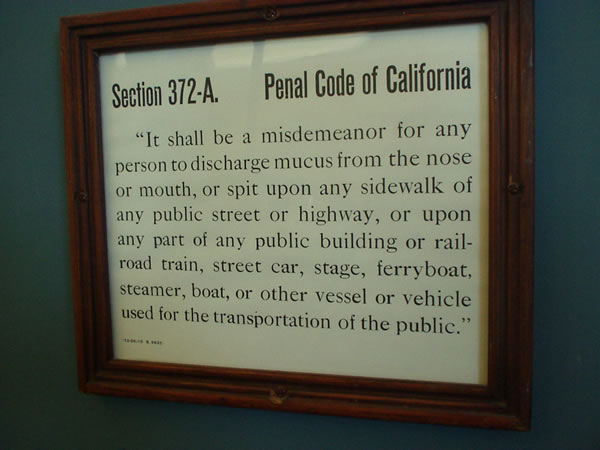 Section 372-A. Penal Code of California
"It shall be a misdemeanor for any
person to discharge mucus from the nose
or mouth, or spit upon any sidewalk of
any public street or highway, or upon
any part of any public building or rail-
road train, street car, stage, ferryboat,
steamer, boat, or other vessel or vehicle
used for the transportation of the public."